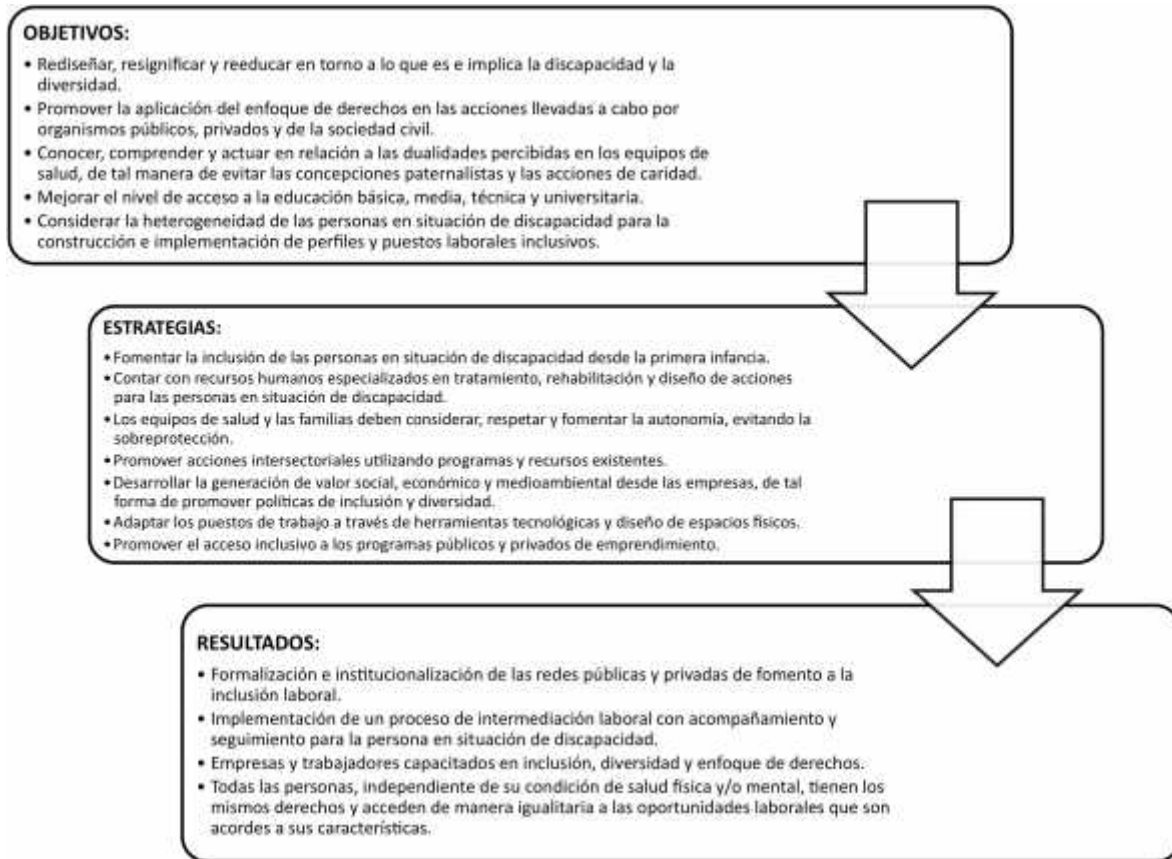 OBJETIVOS:
• Rediseñar, resignificar y reeducar en torno a lo que es e implica la discapacidad y la
diversidad.
• Promover la aplicación del enfoque de derechos en las acciones llevadas a cabo por
organismos públicos, privados y de la sociedad civil.
• Conocer, comprender y actuar en relación a las dualidades percibidas en los equipos de
salud, de tal manera de evitar las concepciones paternalistas y las acciones de caridad.
• Mejorar el nivel de acceso a la educación básica, media, técnica y universitaria.
• Considerar la heterogeneidad de las personas en situación de discapacidad para la
construcción e implementación de perfiles y puestos laborales inclusivos.
ESTRATEGIAS:
• Fomentar la inclusión de las personas en situación de discapacidad desde la primera infancia.
• Contar con recursos humanos especializados en tratamiento, rehabilitación y diseño de acciones
para las personas en situación de discapacidad.
• Los equipos de salud y las familias deben considerar, respetar y fomentar la autonomía, evitando la
sobreprotección.
• Promover acciones intersectoriales utilizando programas y recursos existentes.
• Desarrollar la generación de valor social, económico y medioambiental desde las empresas, de tal
forma de promover políticas de inclusión y diversidad.
• Adaptar los puestos de trabajo a través de herramientas tecnológicas y diseño de espacios físicos.
• Promover el acceso inclusivo a los programas públicos y privados de emprendimiento.
RESULTADOS:
• Formalización e institucionalización de las redes públicas y privadas de fomento a la
inclusión laboral.
• Implementación de un proceso de intermediación laboral con acompañamiento y
seguimiento para la persona en situación de discapacidad.
• Empresas y trabajadores capacitados en inclusión, diversidad y enfoque de derechos.
• Todas las personas, independiente de su condición de salud física y/o mental, tienen los
mismos derechos y acceden de manera igualitaria a las oportunidades laborales que son
acordes a sus características.